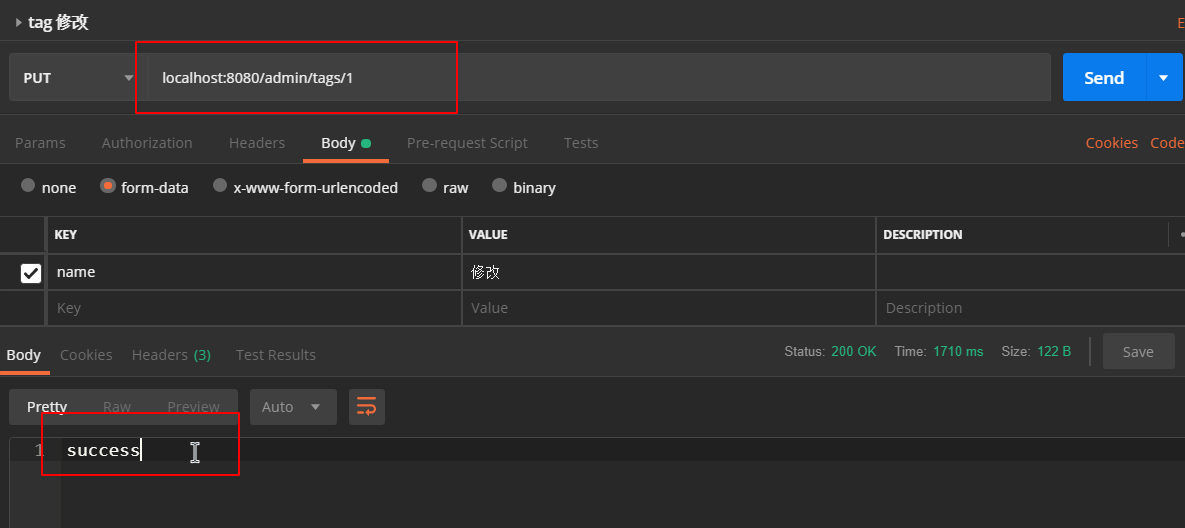 tag 修改
E
PUT localhost:8080/admin/tags/1 Send
Params Authorization Headers Body Pre-request Script Tests Cookies Code
none form-data x-www-form-urlencoded raw binary
KEY VALUE DESCRIPTION
name 修改
Key Value Description
Body Cookies Headers (3) Test Results Status: 200 OK Time: 1710 ms Size: 122 B Save
Pretty Raw Preview Auto
1 success